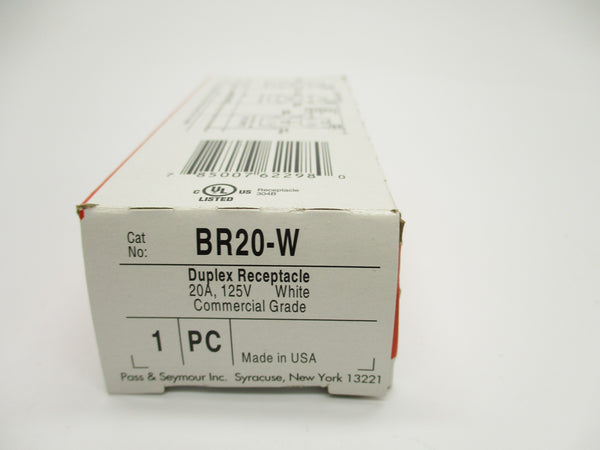 7 85007 62298 0
C UL US
LISTED
Receptacle
304B
Cat
No:
BR20-W
Duplex Receptacle
20A, 125V White
Commercial Grade
1 PC
Made in USA
Pass & Seymour Inc. Syracuse, New York 13221